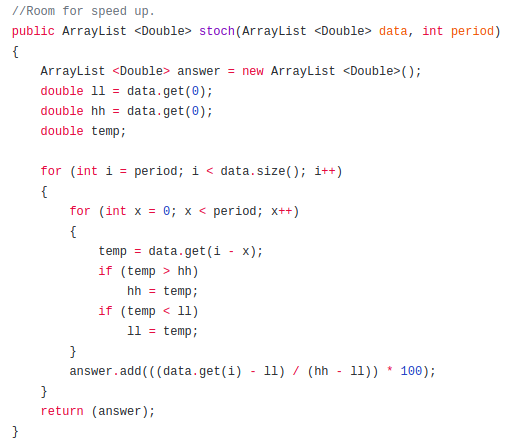 //Room for speed up.
public ArrayList <Double> stoch(ArrayList <Double> data, int period)
{
    ArrayList <Double> answer = new ArrayList <Double>();
    double ll = data.get(0);
    double hh = data.get(0);
    double temp;

    for (int i = period; i < data.size(); i++)
    {
        for (int x = 0; x < period; x++)
        {
            temp = data.get(i - x);
            if (temp > hh)
                hh = temp;
            if (temp < ll)
                ll = temp;
        }
        answer.add(((data.get(i) - ll) / (hh - ll)) * 100);
    }
    return (answer);
}